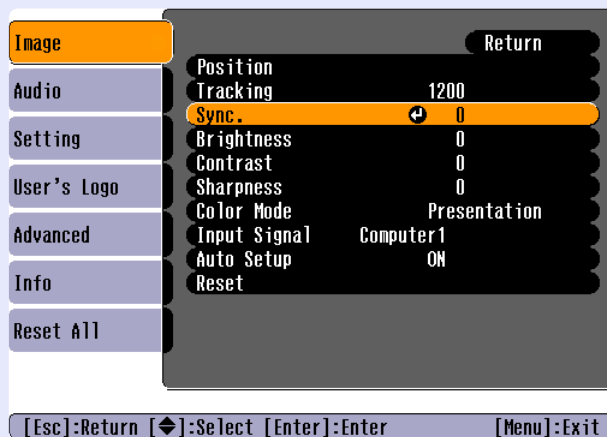 Image
Audio
Setting
User's Logo
Advanced
Info
Reset All
Return
Position
Tracking 1200
Sync. 0
Brightness 0
Contrast 0
Sharpness 0
Color Mode Presentation
Input Signal Computer1
Auto Setup ON
Reset
[Esc]:Return [◆]:Select [Enter]:Enter [Menu]:Exit